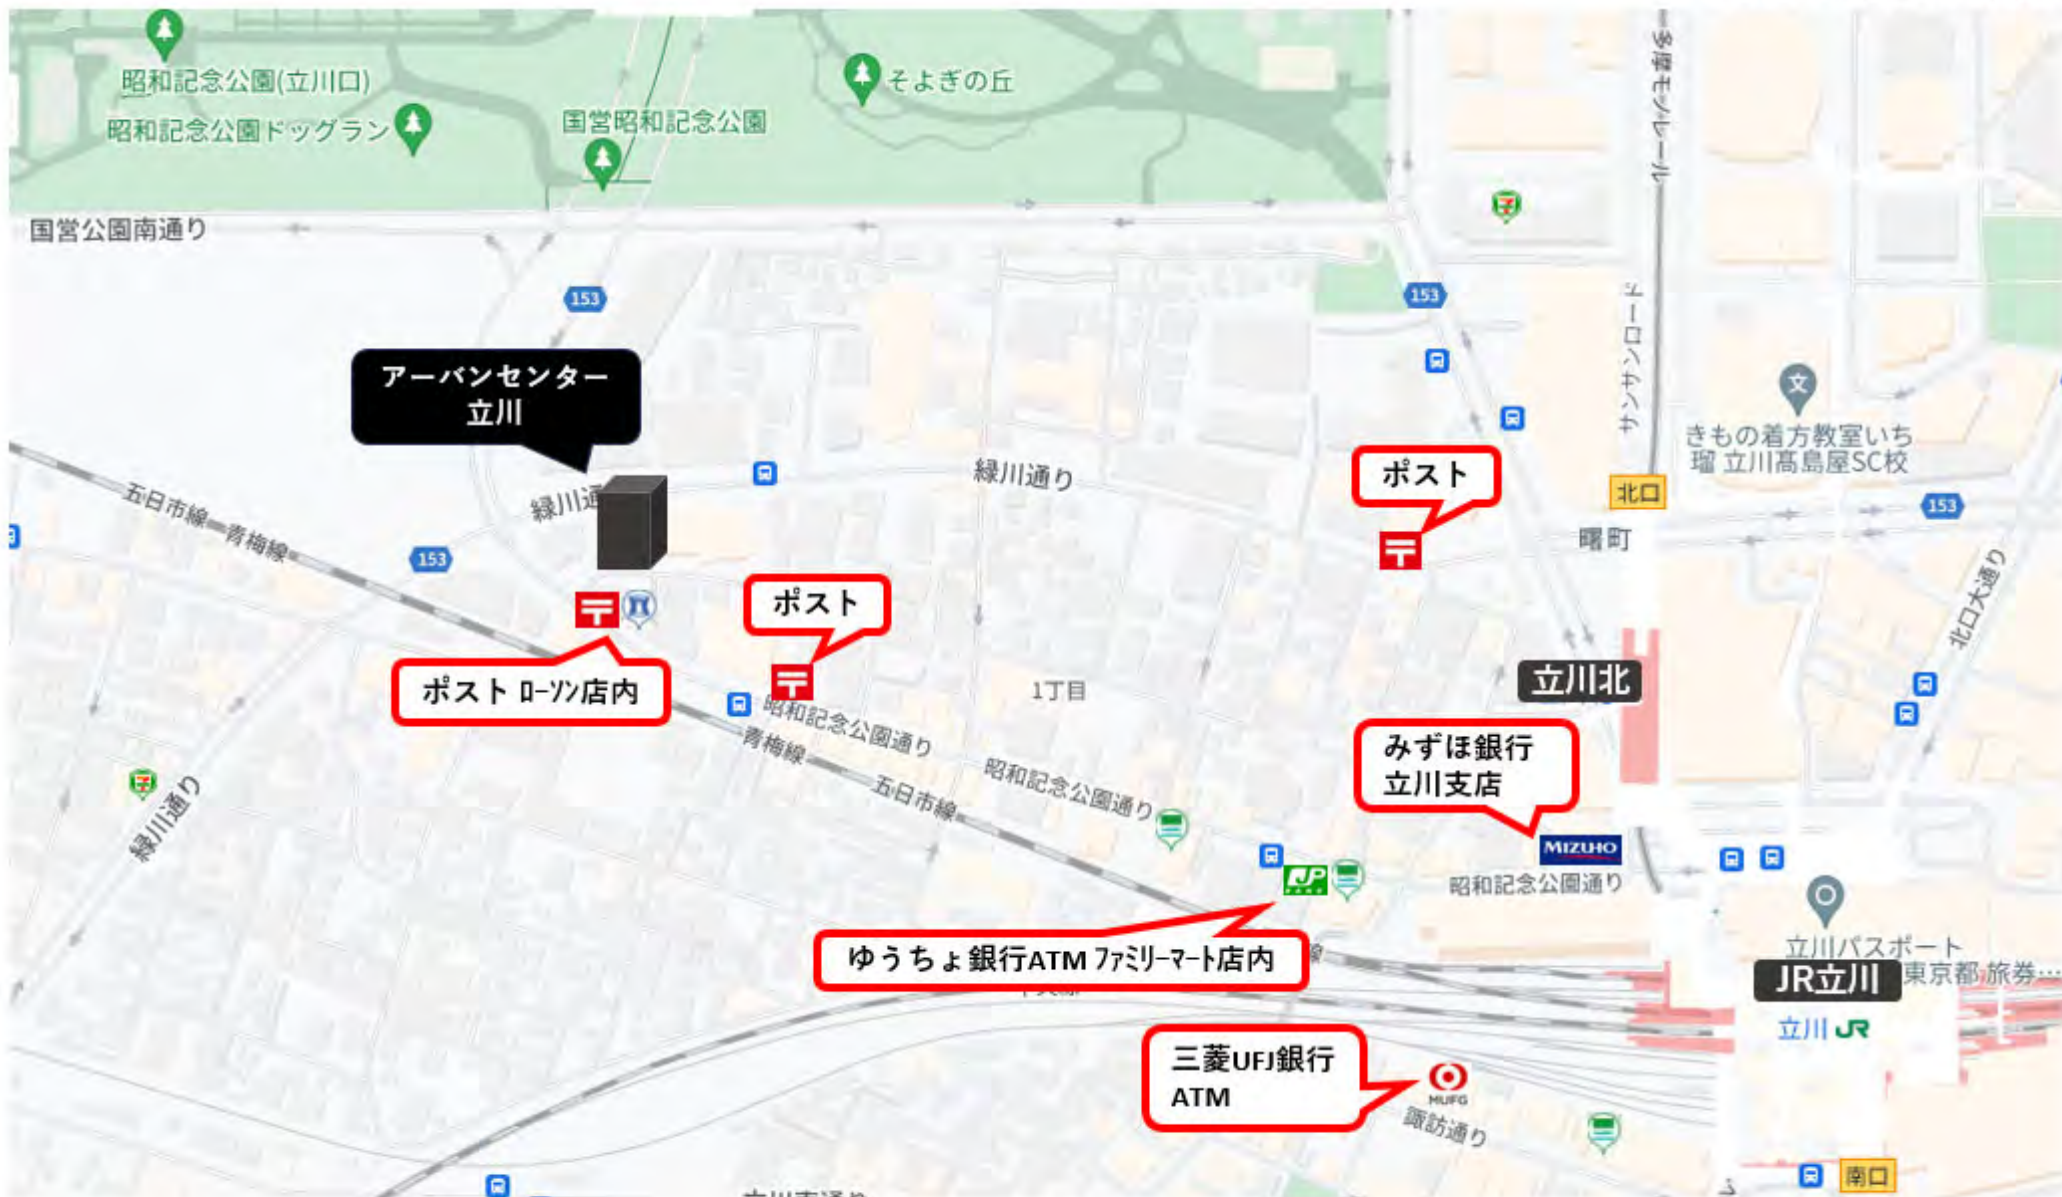 昭和記念公園(立川口)
昭和記念公園ドッグラン
国営昭和記念公園
そよぎの丘
多摩モノレール
国営公園南通り
153
153
サンサンロード
アーバンセンター
立川
きもの着方教室いち
瑠 立川髙島屋SC校
緑川通り
ポスト
北口
153
五日市線
青梅線
緑川通
153
曙町
北口大通り
ポスト
ポスト ローソン店内
1丁目
立川北
昭和記念公園通り
青梅線
みずほ銀行
立川支店
昭和記念公園通り
五日市線
緑川通り
MIZUHO
JP
昭和記念公園通り
ゆうちょ銀行ATM ファミリーマート店内
線
立川パスポート
JR立川
東京都 旅券…
立川 JR
三菱UFJ銀行
ATM
MUFG
諏訪通り
南口